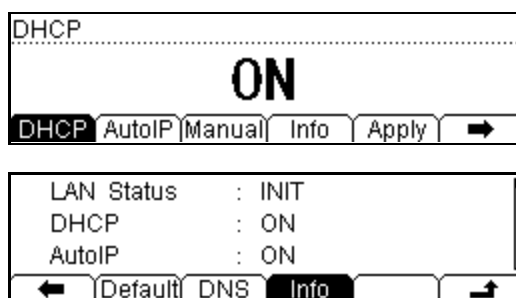 DHCP
ON
DHCP AutoIP Manual Info Apply
LAN Status : INIT
DHCP : ON
AutoIP : ON
Default DNS Info